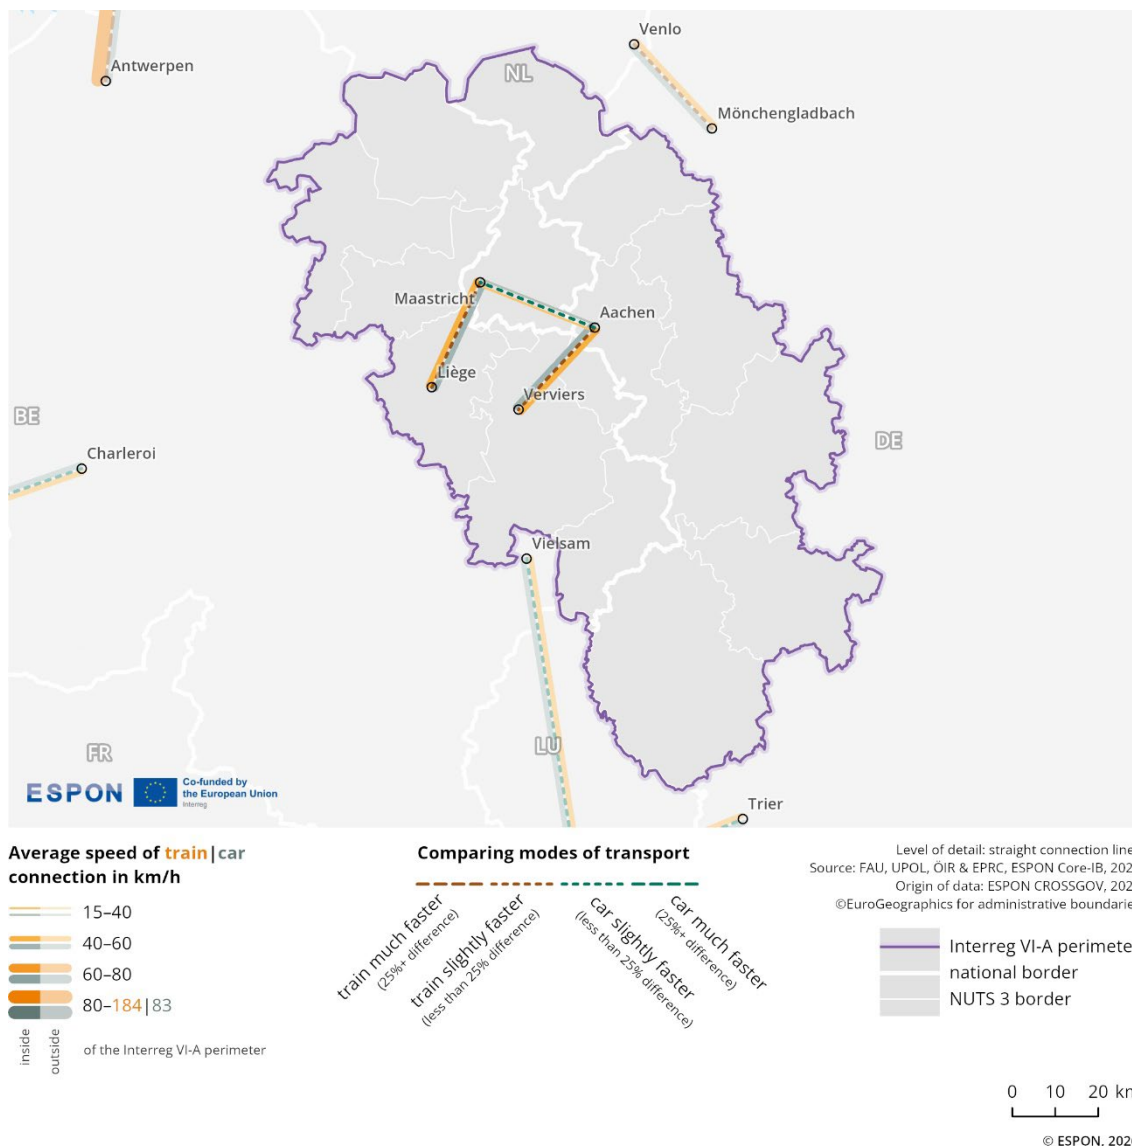 Venlo
Antwerpen
NL
Mönchengladbach
Maastricht
Aachen
Liège
Verviers
BE
DE
Charleroi
Vielsam
LU
FR
ESPON
Co-funded by
the European Union
Interreg
Trier
Average speed of train|car
connection in km/h
15–40
40–60
60–80
80–184|83
inside
outside
of the Interreg VI-A perimeter
Comparing modes of transport
train much faster
(25%+ difference)
train slightly faster
(less than 25% difference)
car slightly faster
(less than 25% difference)
car much faster
(25%+ difference)
Level of detail: straight connection line
Source: FAU, UPOL, ÖIR & EPRC, ESPON Core-IB, 202
Origin of data: ESPON CROSSGOV, 202
©EuroGeographics for administrative boundarie
Interreg VI-A perimete
national border
NUTS 3 border
0 10 20 km
© ESPON, 202